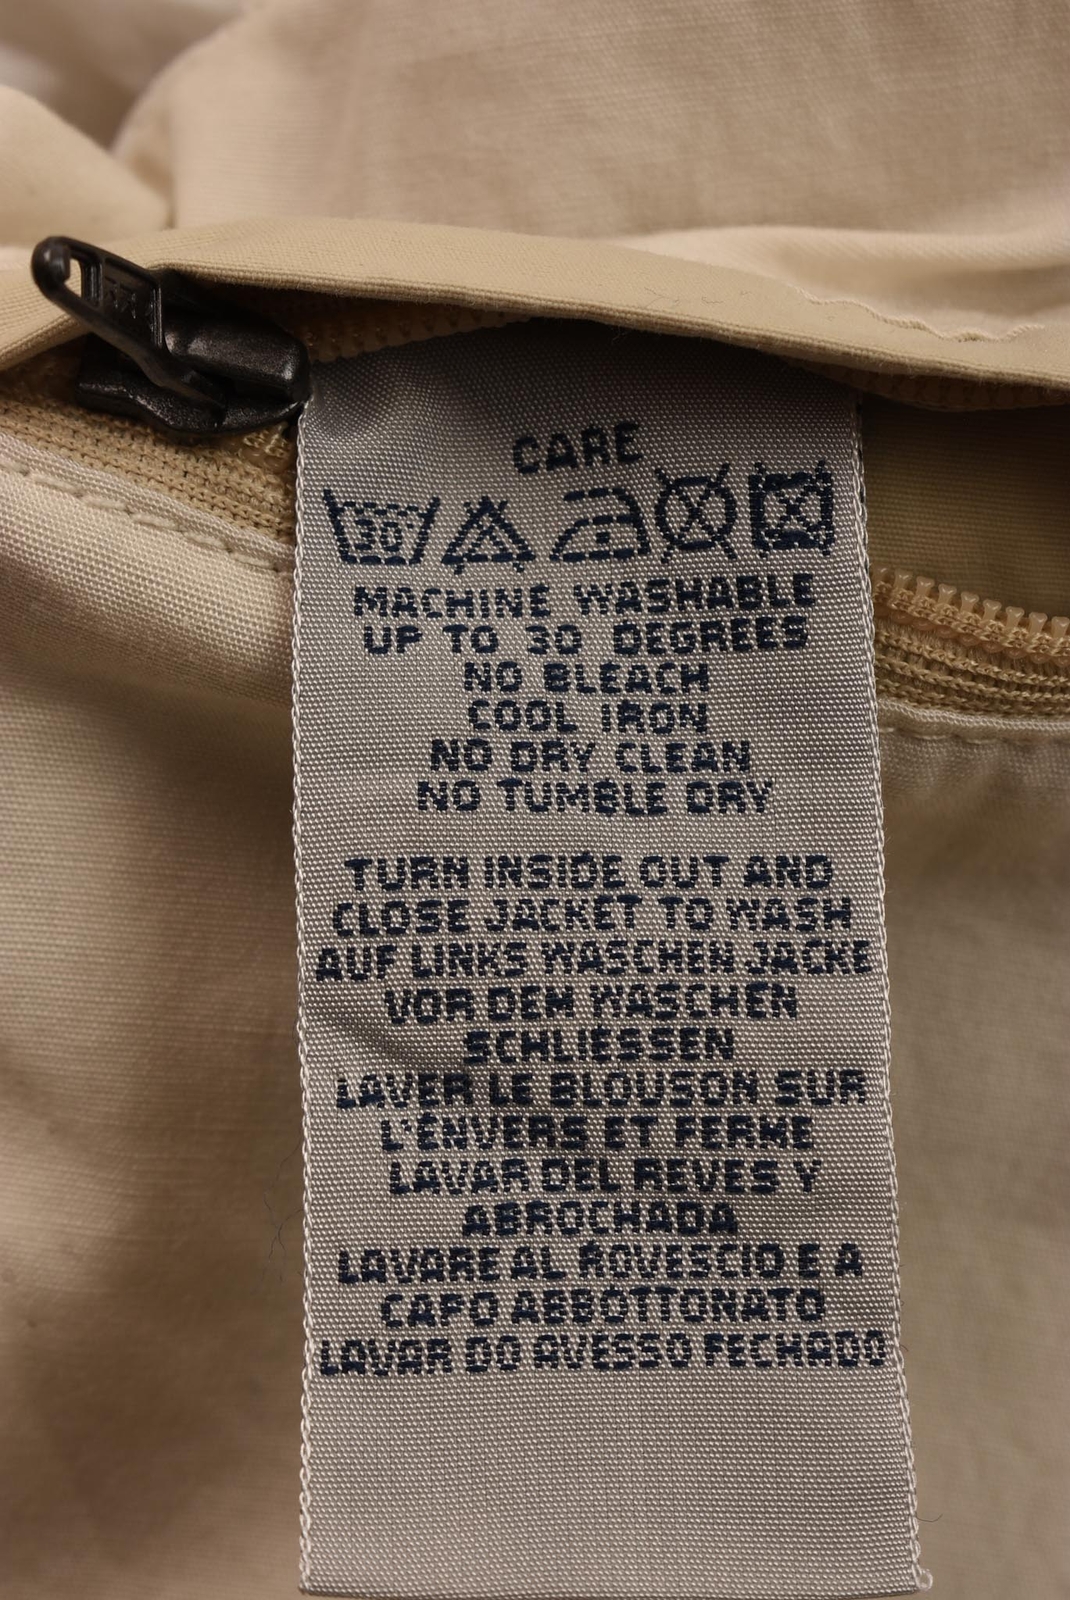 CARE
30°
MACHINE WASHABLE
UP TO 30 DEGREES
NO BLEACH
COOL IRON
NO DRY CLEAN
NO TUMBLE DRY
TURN INSIDE OUT AND
CLOSE JACKET TO WASH
AUF LINKS WASCHEN JACKE
VOR DEM WASCHEN
SCHLIESSEN
LAVER LE BLOUSON SUR
L'ENVERS ET FERME
LAVAR DEL REVES Y
ABROCHADA
LAVARE AL ROVESCIO E A
CAPO ABBOTTONATO
LAVAR DO AVESSO FECHADO